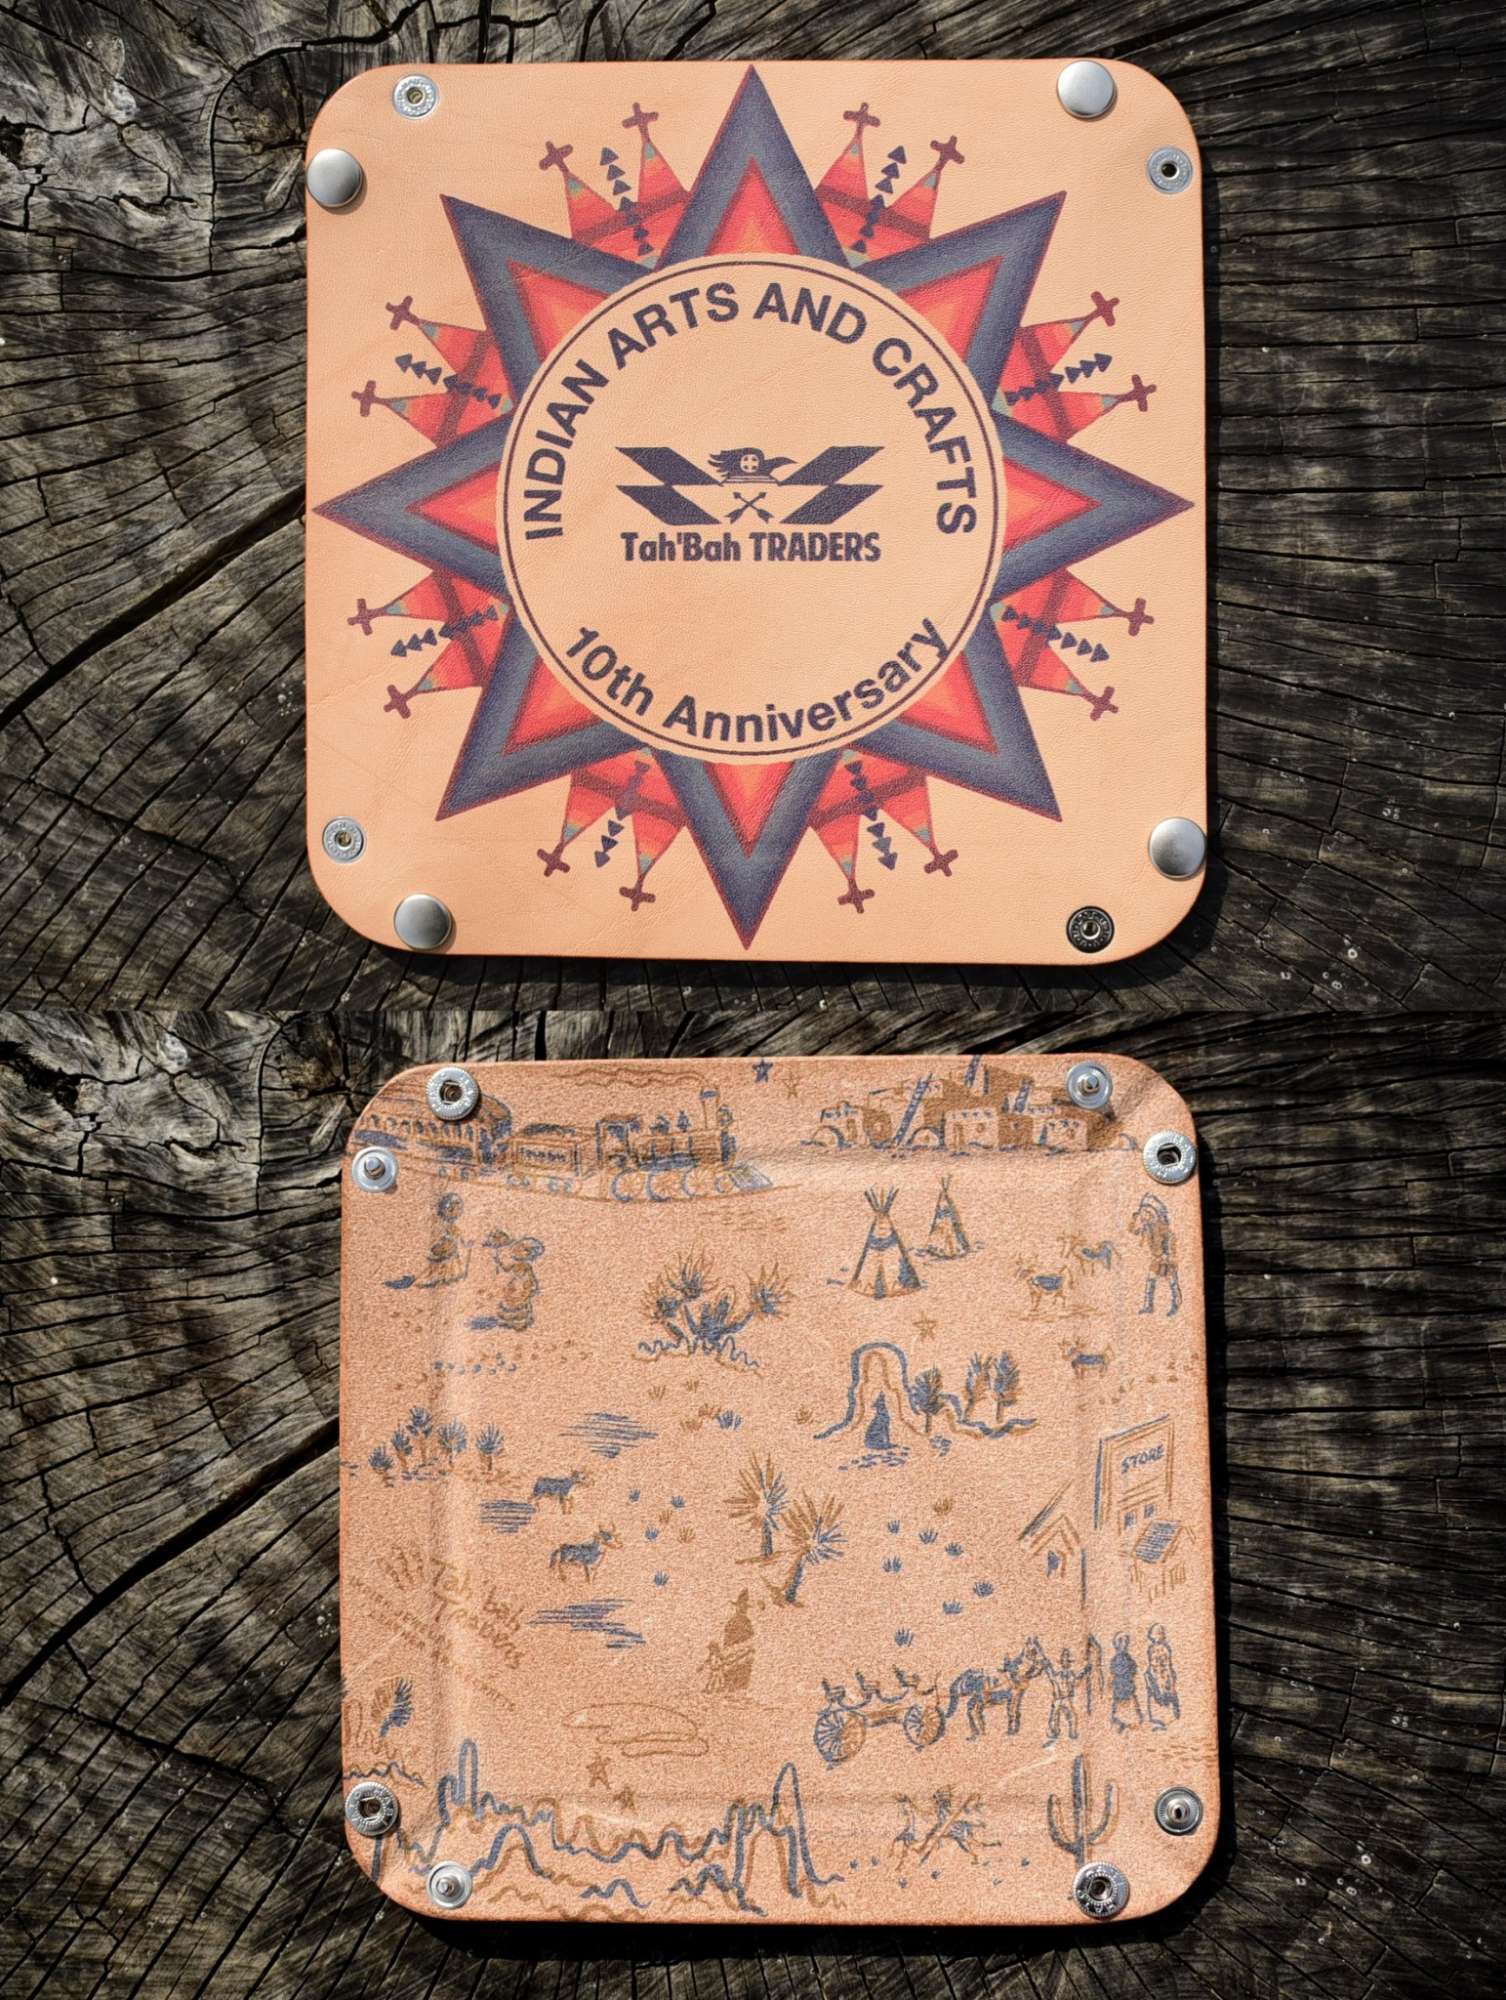 INDIAN ARTS AND CRAFTS
Tah'Bah TRADERS
10th Anniversary
STORE
Tah'bah
Traders